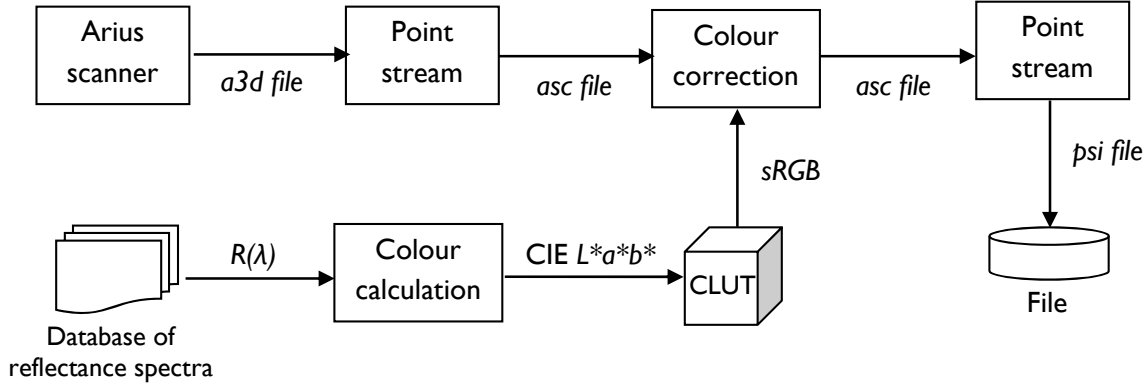 Arius
scanner
a3d file
Point
stream
asc file
Colour
correction
asc file
Point
stream
psi file
sRGB
R(λ)
Colour
calculation
CIE L*a*b*
CLUT
File
Database of
reflectance spectra